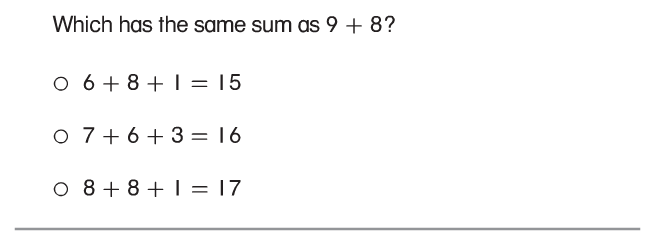 Which has the same sum as 9 + 8?
○ 6 + 8 + 1 = 15
○ 7 + 6 + 3 = 16
○ 8 + 8 + 1 = 17